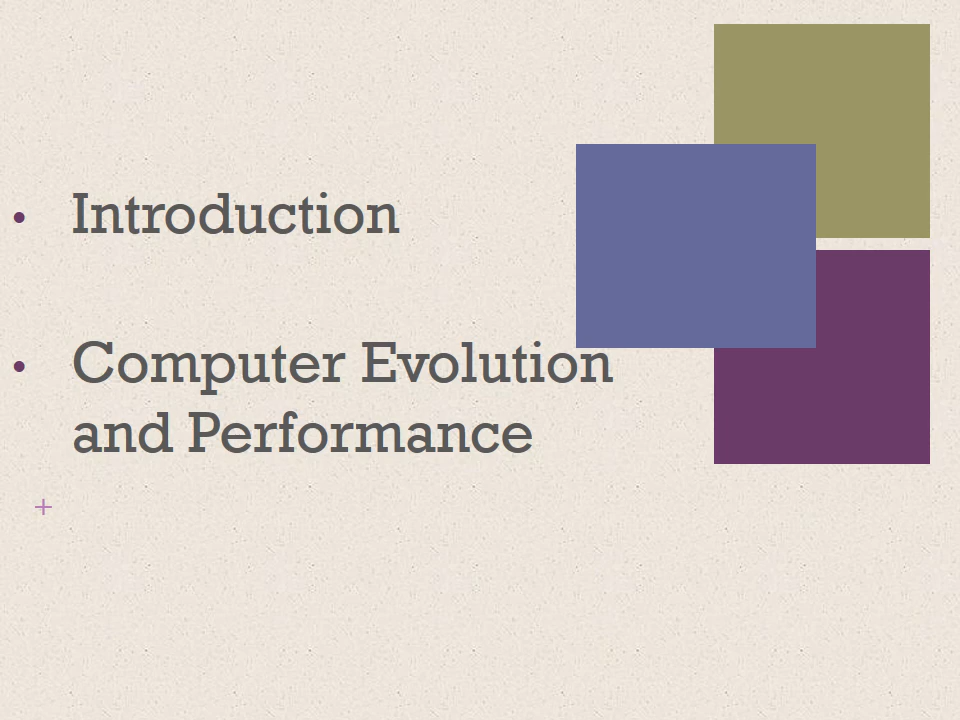 • Introduction
• Computer Evolution
and Performance
+